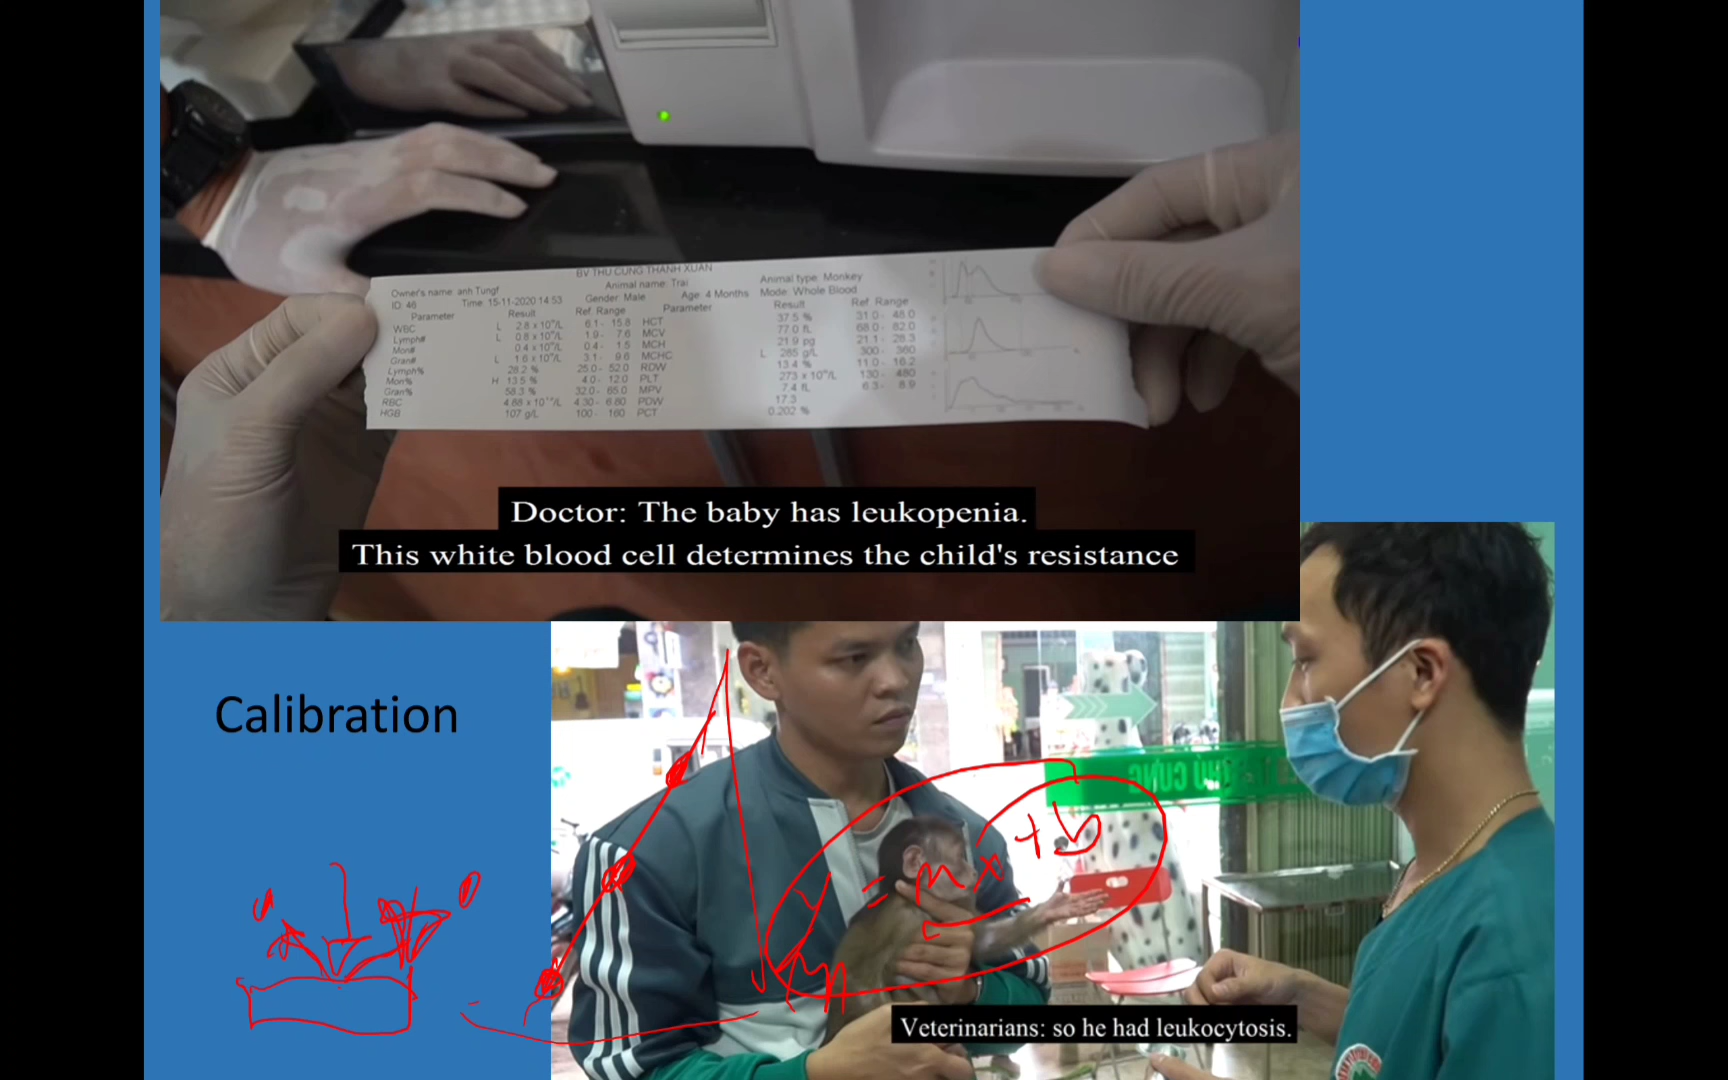 BV THU CUNG THANH XUAN
Owner's name: anh Tungf Animal name: Trai Animal type: Monkey
ID: 46 Time: 15-11-2020 14:53 Gender: Male Age: 4 Months Mode: Whole Blood
Parameter Result Ref. Range Parameter Result Ref. Range
WBC L 2.8 x 10^9/L 6.1 - 15.8 HCT 37.5 % 31.0 - 48.0
Lymph# L 0.8 x 10^9/L 1.9 - 7.6 MCV 77.0 fL 68.0 - 82.0
Mon# 0.4 x 10^9/L 0.4 - 1.5 MCH 21.9 pg 21.1 - 28.3
Gran# L 1.6 x 10^9/L 3.1 - 9.6 MCHC L 285 g/L 300 - 360
Lymph% 28.2 % 25.0 - 52.0 RDW 13.4 % 11.0 - 16.2
Mon% H 13.5 % 4.0 - 12.0 PLT 273 x 10^9/L 130 - 480
Gran% 58.3 % 32.0 - 65.0 MPV 7.4 fL 6.3 - 8.9
RBC 4.88 x 10^12/L 4.30 - 6.80 PDW 17.3
HGB 107 g/L 100 - 160 PCT 0.202 %
Doctor: The baby has leukopenia.
This white blood cell determines the child's resistance
Calibration
y = mx + b
Veterinarians: so he had leukocytosis.